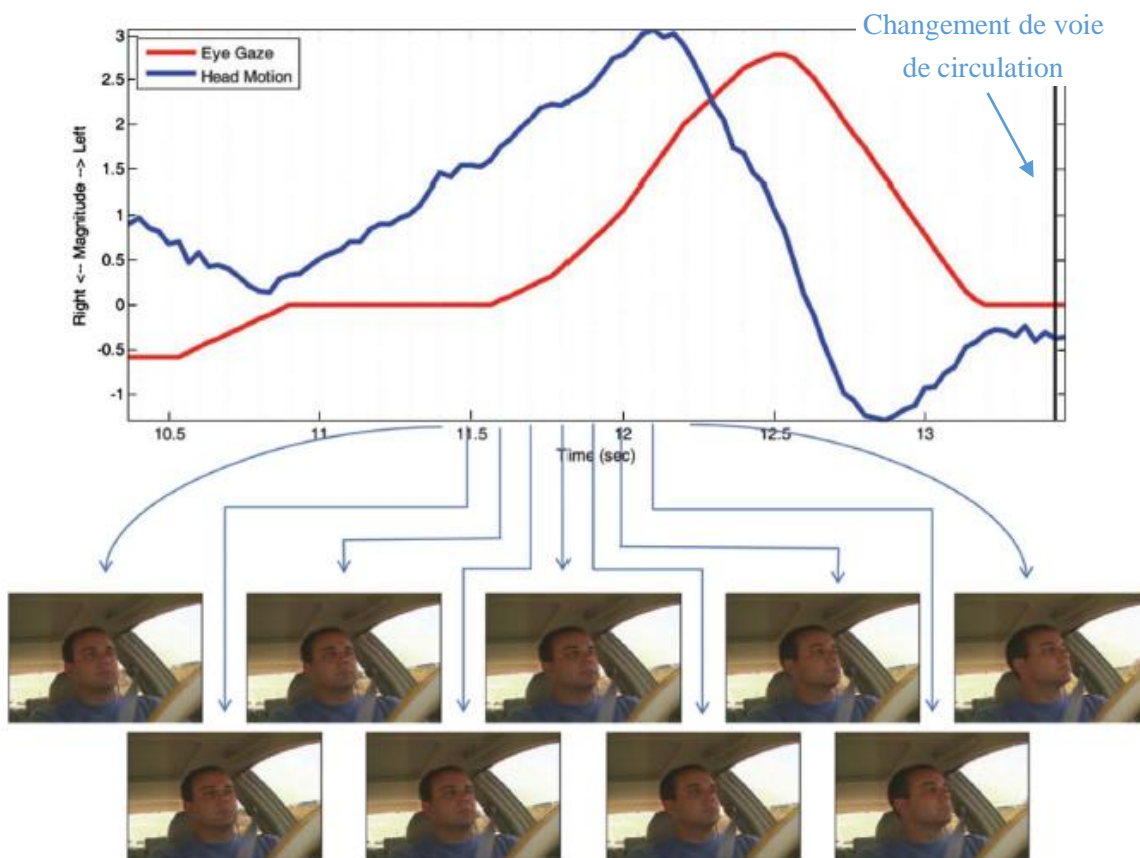 Changement de voie
de circulation
Eye Gaze
Head Motion
Right <-- Magnitude --> Left
3
2.5
2
1.5
1
0.5
0
-0.5
-1
10.5
11
11.5
12
12.5
13
Time (sec)